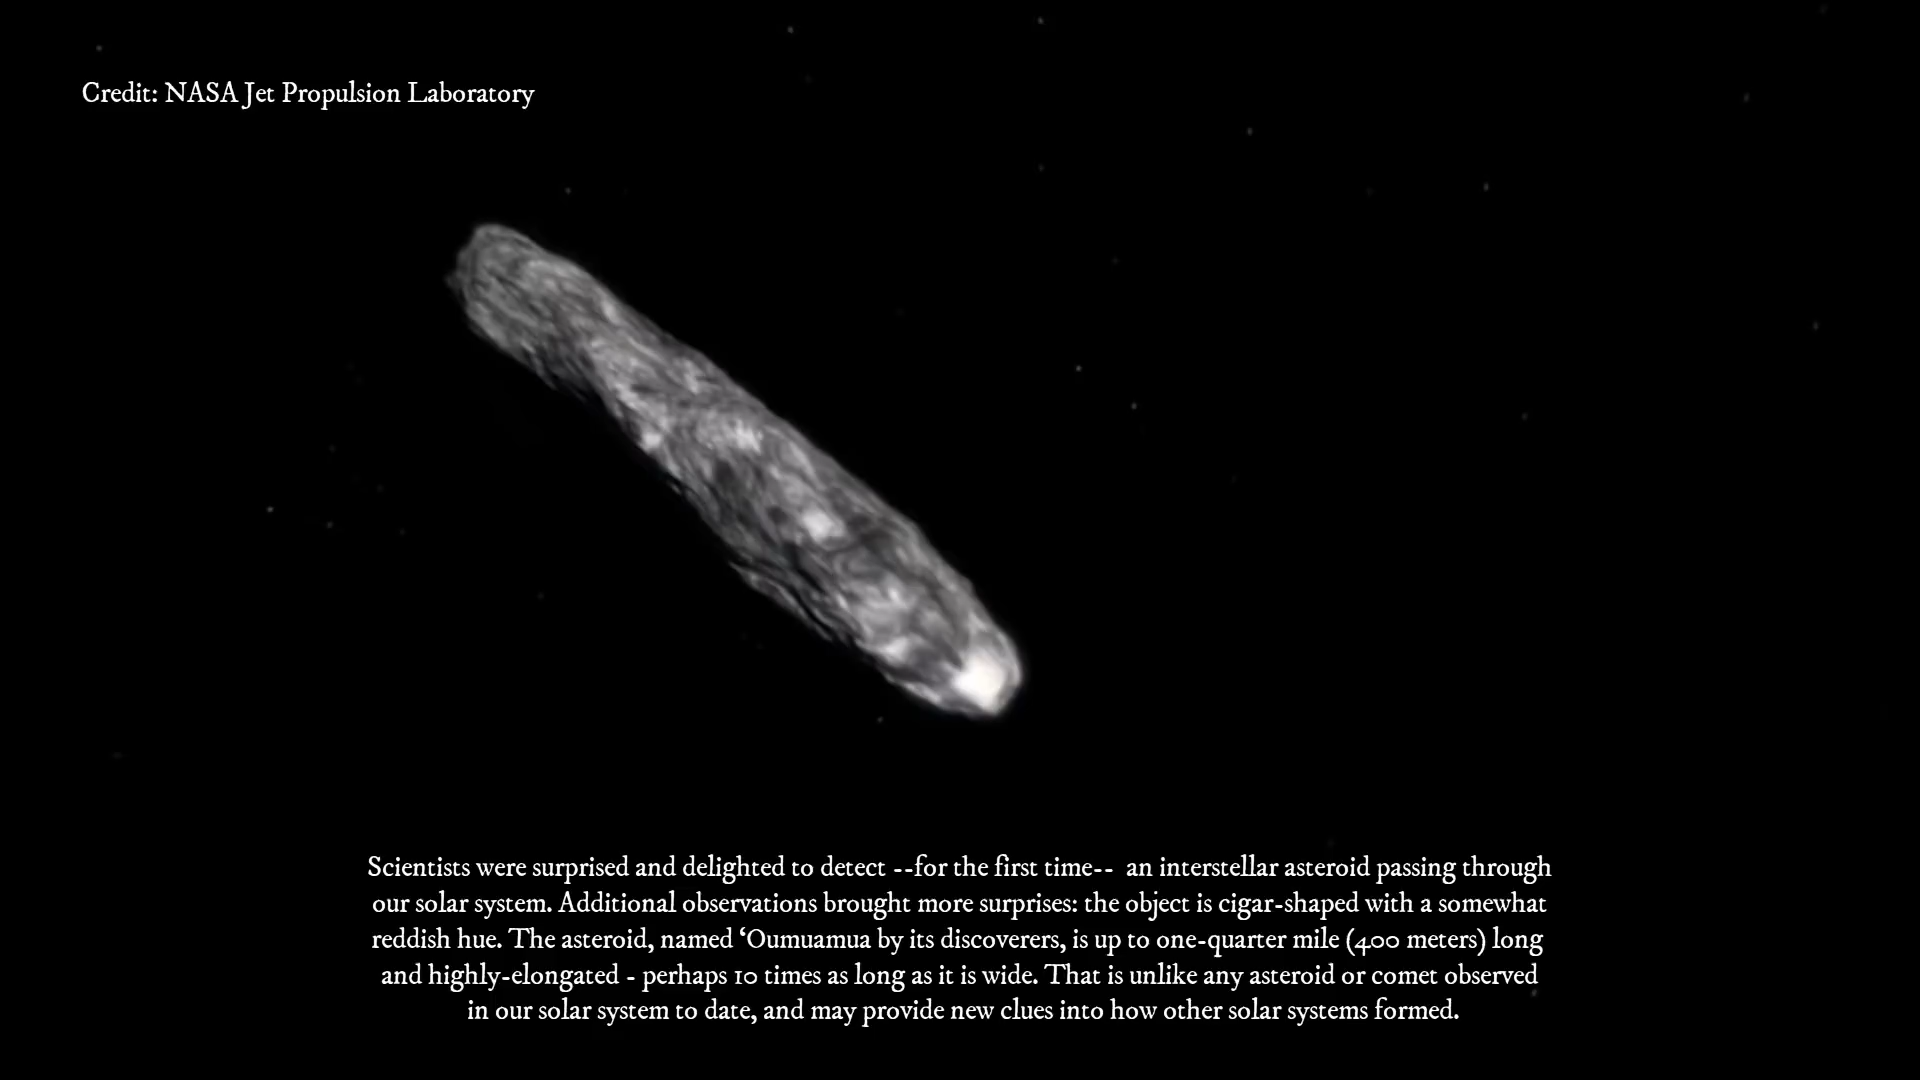 Credit: NASA Jet Propulsion Laboratory
Scientists were surprised and delighted to detect --for the first time--  an interstellar asteroid passing through
our solar system. Additional observations brought more surprises: the object is cigar-shaped with a somewhat
reddish hue. The asteroid, named ‘Oumuamua by its discoverers, is up to one-quarter mile (400 meters) long
and highly-elongated - perhaps 10 times as long as it is wide. That is unlike any asteroid or comet observed
in our solar system to date, and may provide new clues into how other solar systems formed.